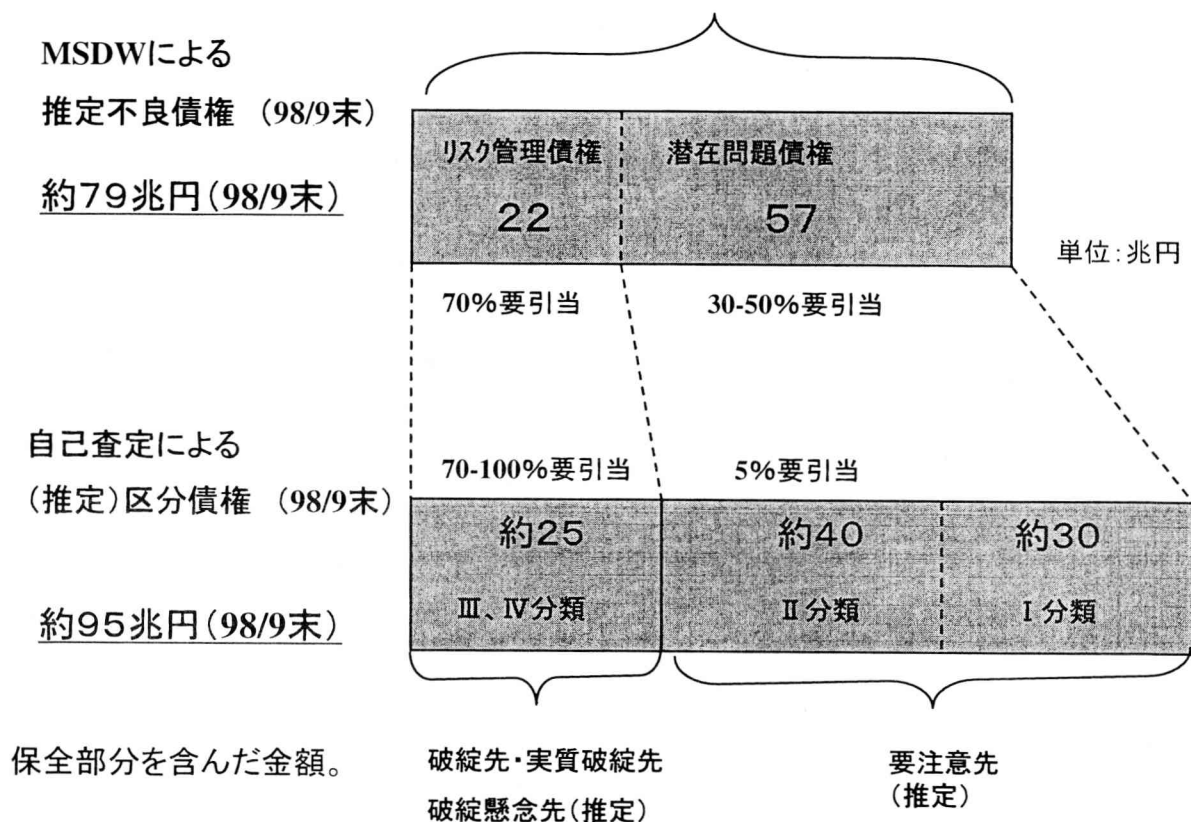 MSDWによる
推定不良債権 (98/9末)
約79兆円(98/9末)
リスク管理債権
潜在問題債権
22
57
単位:兆円
70%要引当
30-50%要引当
自己査定による
(推定)区分債権 (98/9末)
約95兆円(98/9末)
70-100%要引当
5%要引当
約25
約40
約30
Ⅲ、Ⅳ分類
Ⅱ分類
Ⅰ分類
保全部分を含んだ金額。
破綻先・実質破綻先
破綻懸念先(推定)
要注意先
(推定)